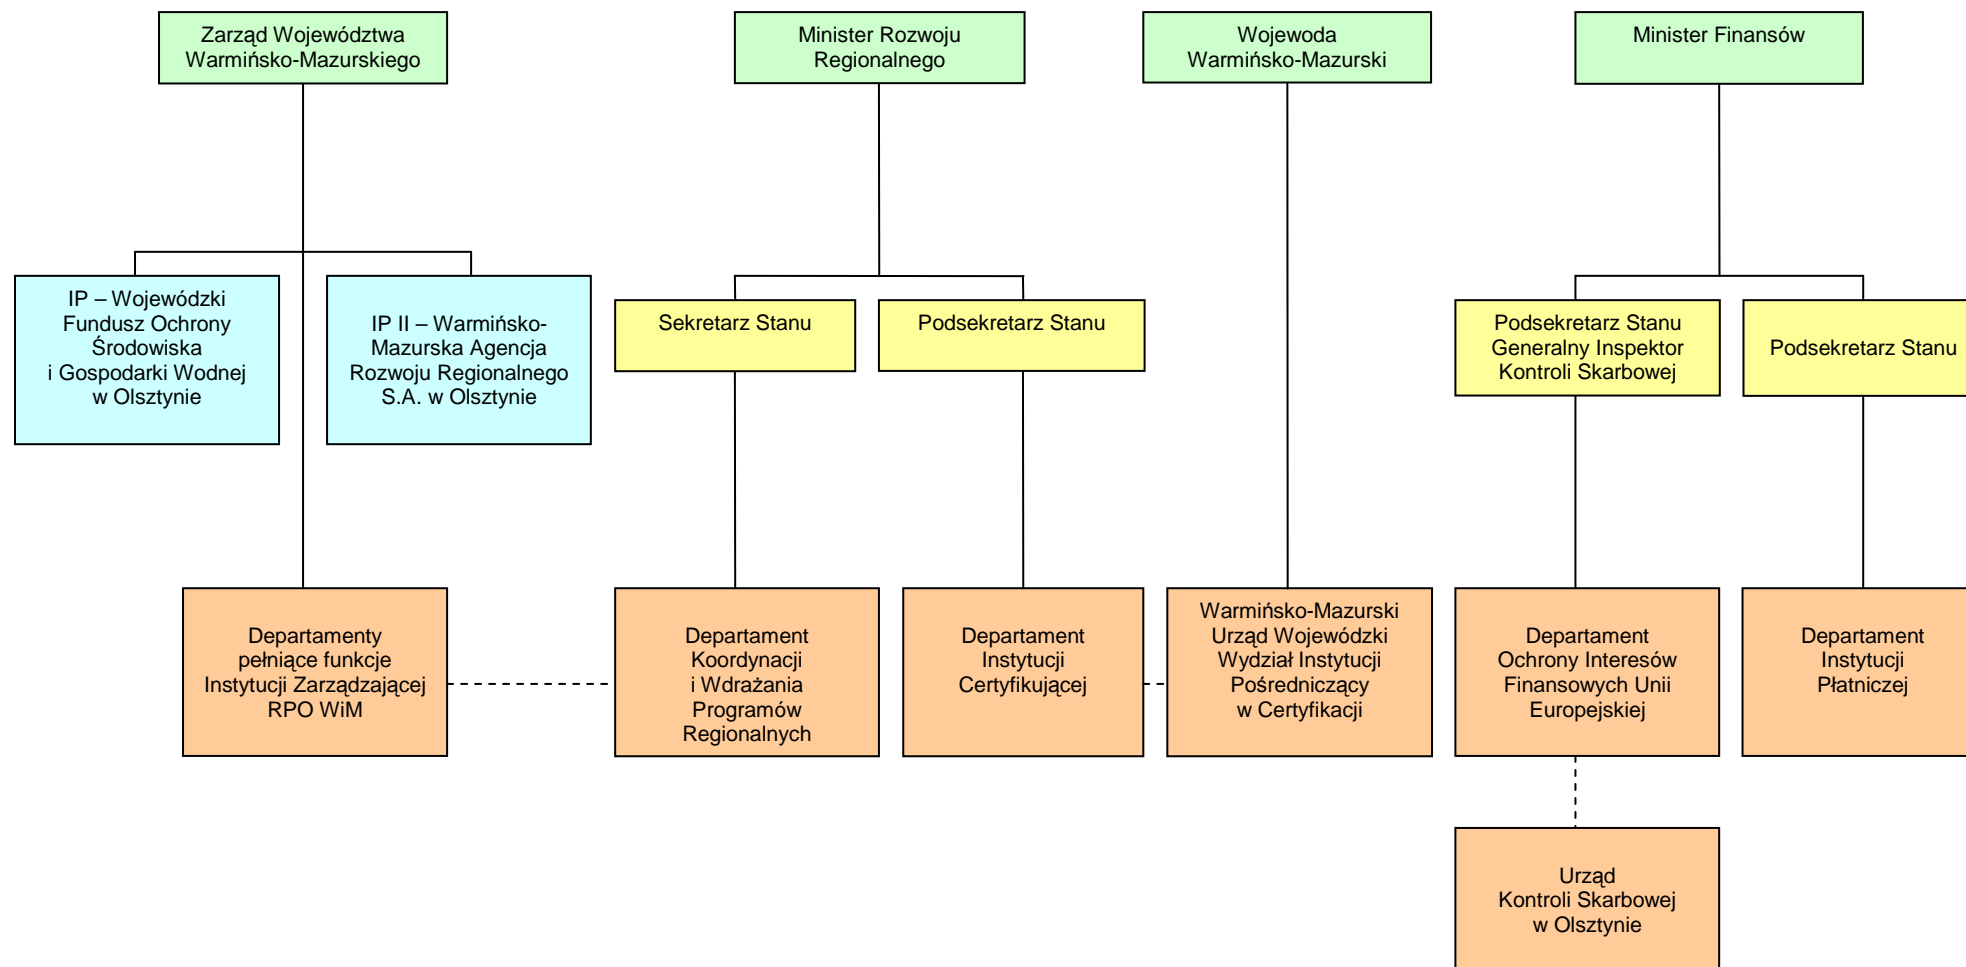 Zarząd Województwa
Warmińsko-Mazurskiego
Minister Rozwoju
Regionalnego
Wojewoda
Warmińsko-Mazurski
Minister Finansów
IP – Wojewódzki
Fundusz Ochrony
Środowiska
i Gospodarki Wodnej
w Olsztynie
IP II – Warmińsko-
Mazurska Agencja
Rozwoju Regionalnego
S.A. w Olsztynie
Sekretarz Stanu
Podsekretarz Stanu
Podsekretarz Stanu
Generalny Inspektor
Kontroli Skarbowej
Podsekretarz Stanu
Departamenty
pełniące funkcje
Instytucji Zarządzającej
RPO WiM
Departament
Koordynacji
i Wdrażania
Programów
Regionalnych
Departament
Instytucji
Certyfikującej
Warmińsko-Mazurski
Urząd Wojewódzki
Wydział Instytucji
Pośredniczący
w Certyfikacji
Departament
Ochrony Interesów
Finansowych Unii
Europejskiej
Departament
Instytucji
Płatniczej
Urząd
Kontroli Skarbowej
w Olsztynie